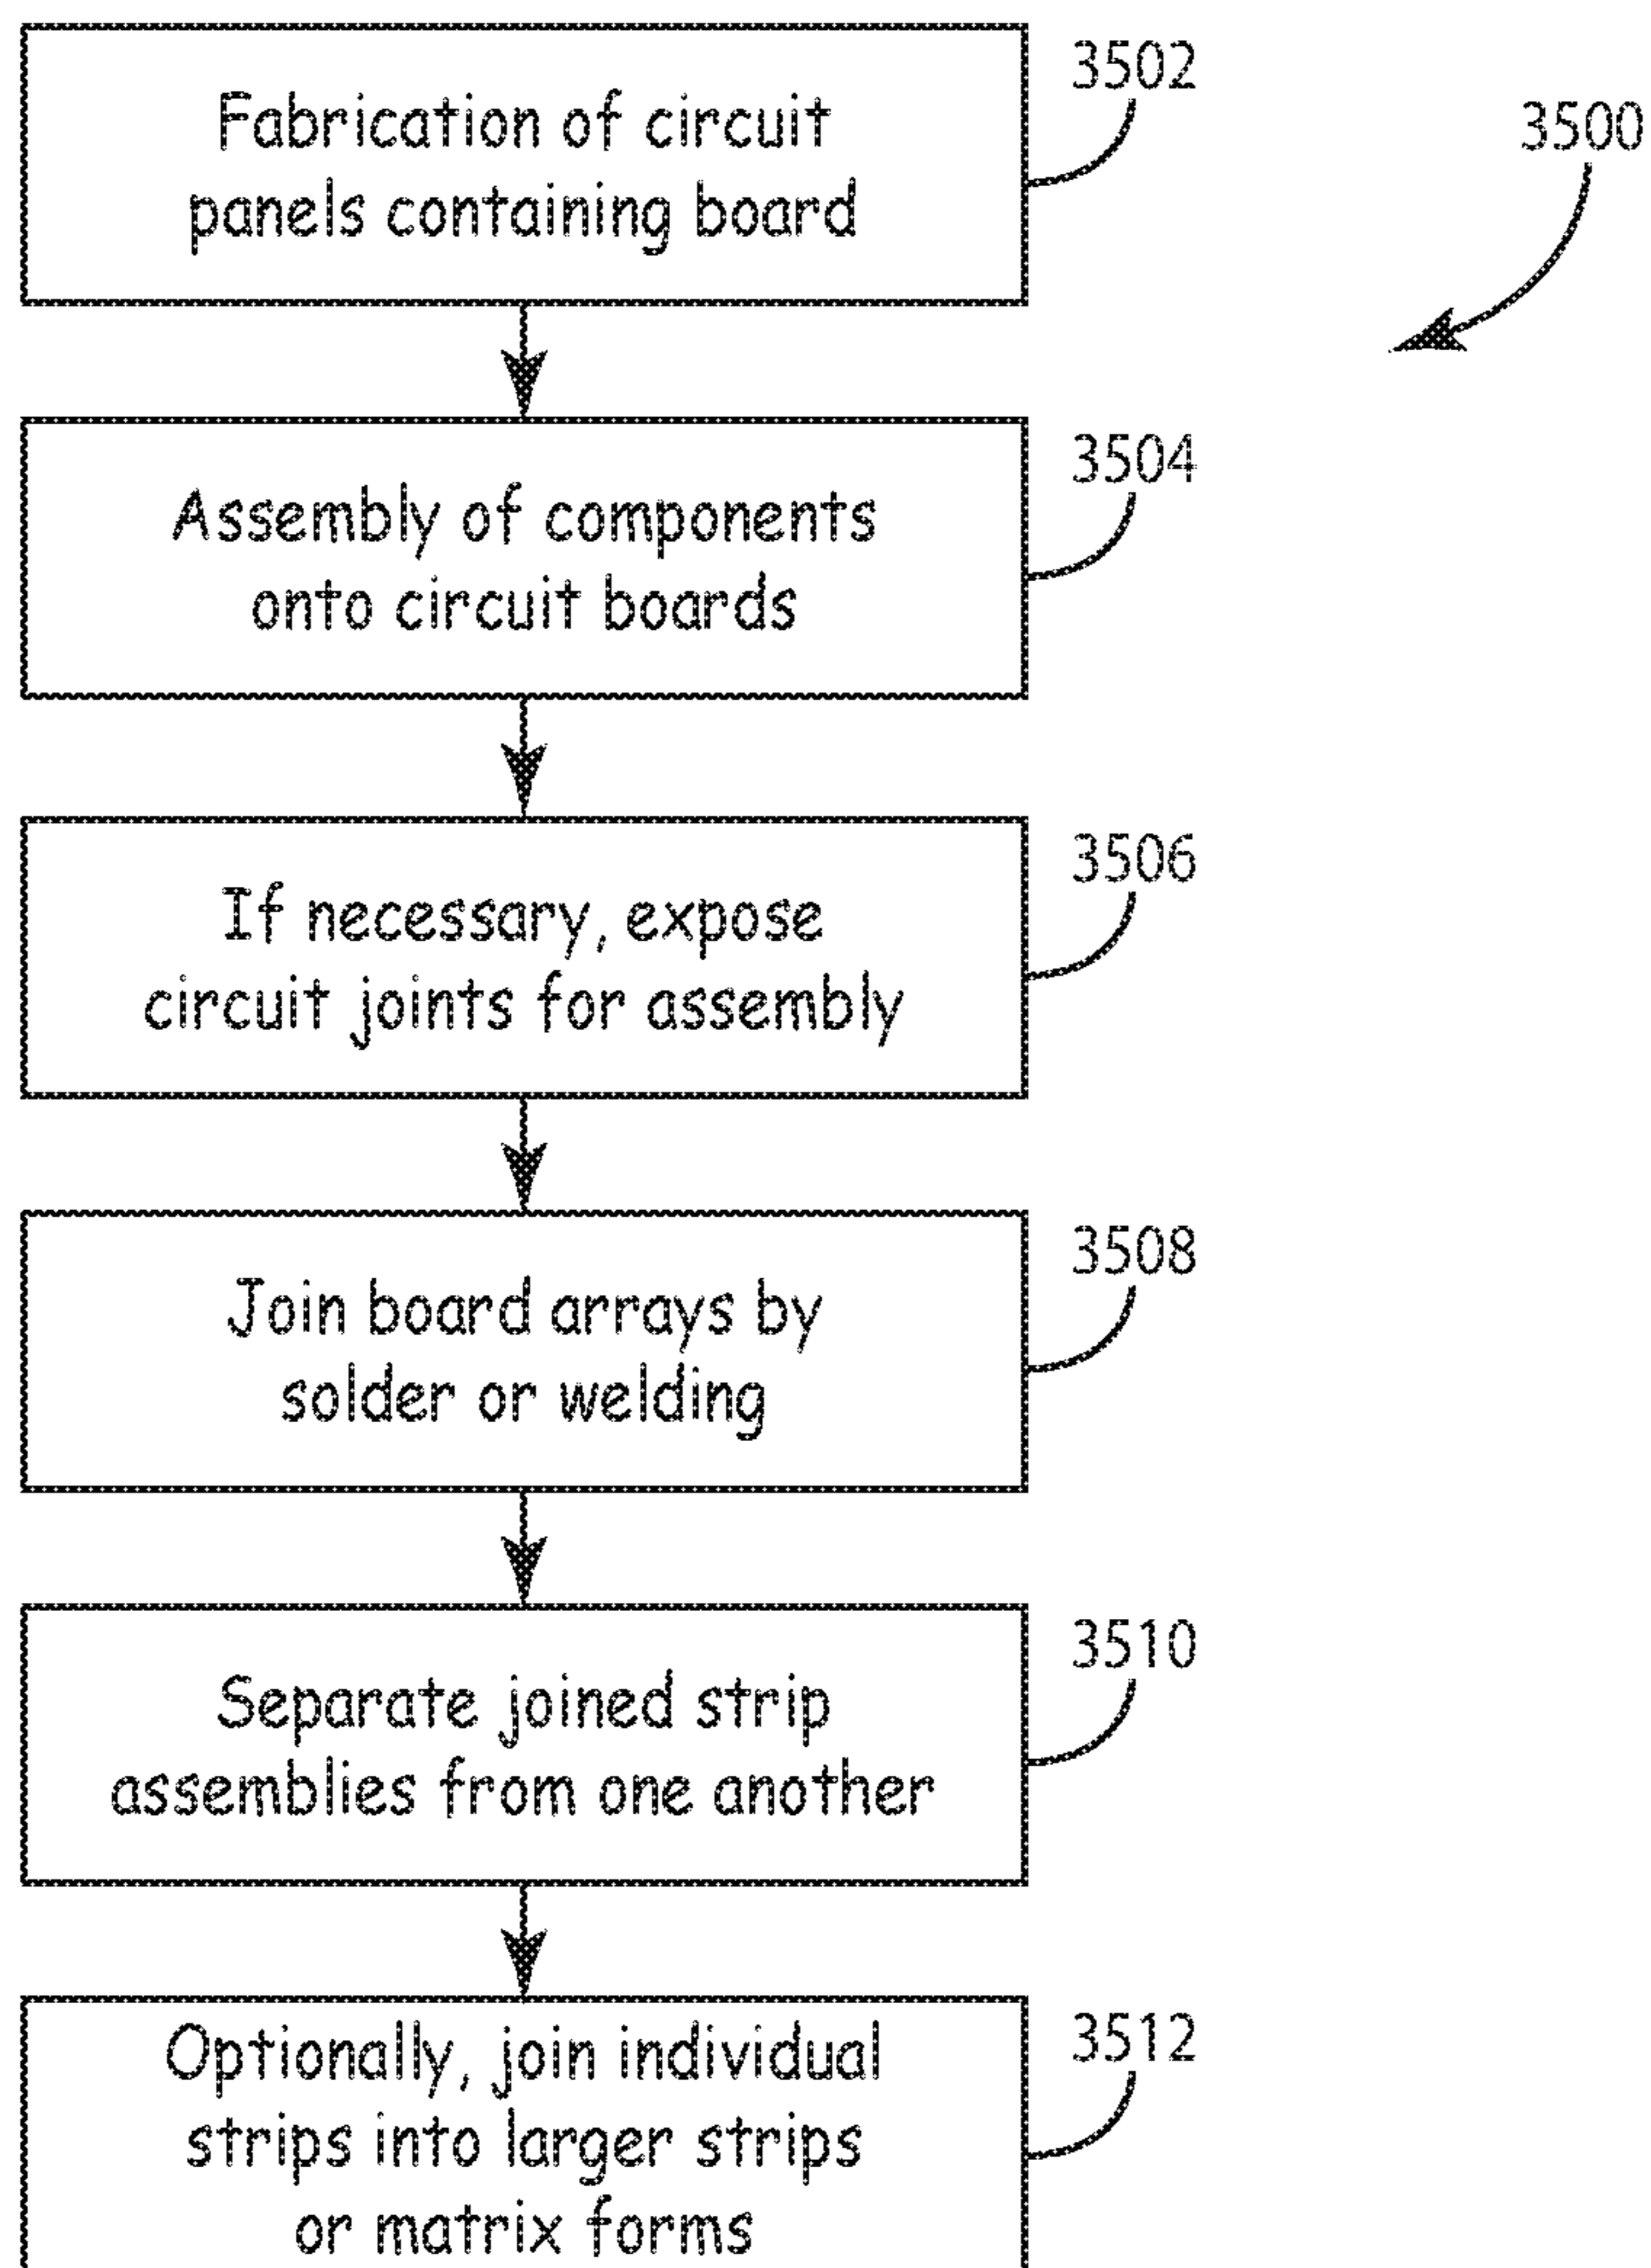 Fabrication of circuit
panels containing board
3502
3500
Assembly of components
onto circuit boards
3504
If necessary, expose
circuit joints for assembly
3506
Join board arrays by
solder or welding
3508
Separate joined strip
assemblies from one another
3510
Optionally, join individual
strips into larger strips
or matrix forms
3512